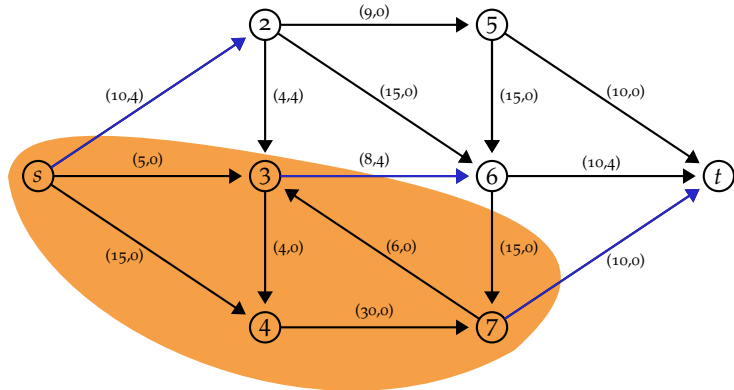 (9,0)
2 5
(10,4) (4,4) (15,0) (15,0) (10,0)
(5,0) (8,4) (10,4)
s 3 6 t
(15,0) (4,0) (6,0) (15,0) (10,0)
(30,0)
4 7